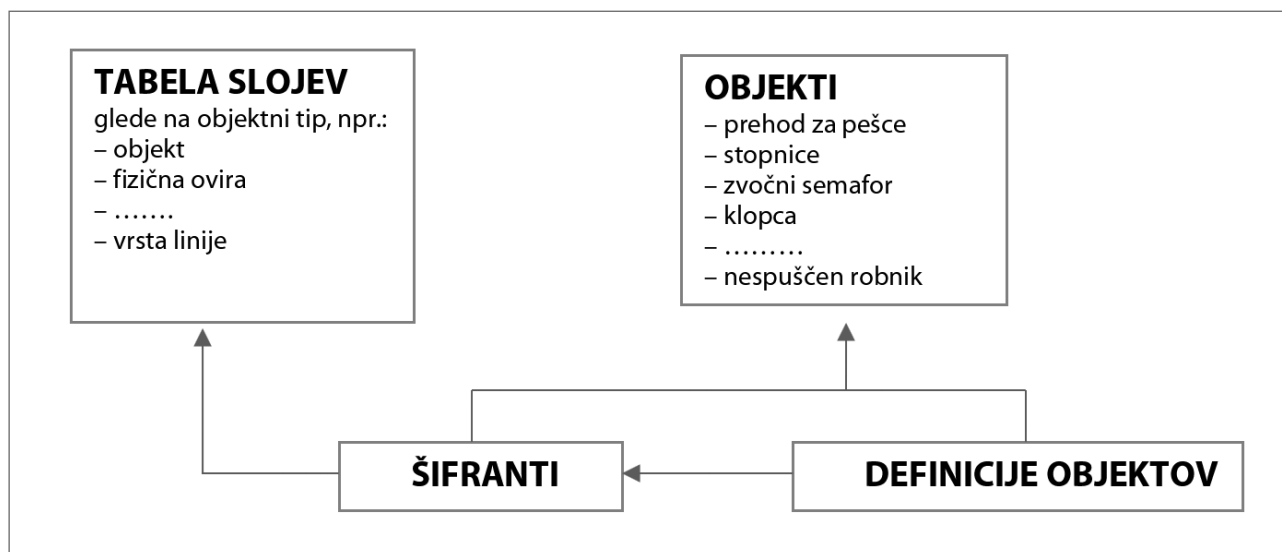 TABELA SLOJEV
glede na objektni tip, npr.:
– objekt
– fizična ovira
– …….
– vrsta linije
OBJEKTI
– prehod za pešce
– stopnice
– zvočni semafor
– klopca
– ………
– nespuščen robnik
ŠIFRANTI
DEFINICIJE OBJEKTOV